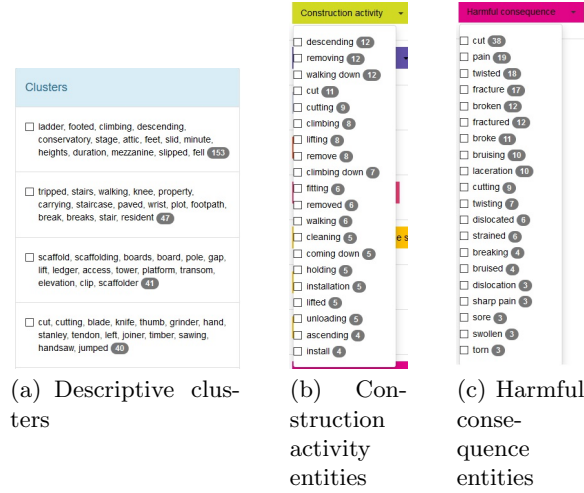 Clusters
ladder, footed, climbing, descending,
conservatory, stage, attic, feet, slid, minute,
heights, duration, mezzanine, slipped, fell 153
tripped, stairs, walking, knee, property,
carrying, staircase, paved, wrist, plot, footpath,
break, breaks, stair, resident 47
scaffold, scaffolding, boards, board, pole, gap,
lift, ledger, access, tower, platform, transom,
elevation, clip, scaffolder 41
cut, cutting, blade, knife, thumb, grinder, hand,
stanley, tendon, left, joiner, timber, sawing,
handsaw, jumped 40
(a) Descriptive clus-
ters
Construction activity
descending 12
removing 12
walking down 12
cut 11
cutting 9
climbing 8
lifting 8
remove 8
climbing down 7
fitting 6
removed 6
walking 6
cleaning 5
coming down 5
holding 5
installation 5
lifted 5
unloading 5
ascending 4
install 4
e s
(b) Con-
struction
activity
entities
Harmful consequence
cut 38
pain 19
twisted 18
fracture 17
broken 12
fractured 12
broke 11
bruising 10
laceration 10
cutting 9
twisting 7
dislocated 6
strained 6
breaking 4
bruised 4
dislocation 3
sharp pain 3
sore 3
swollen 3
torn 3
(c) Harmful
conse-
quence
entities